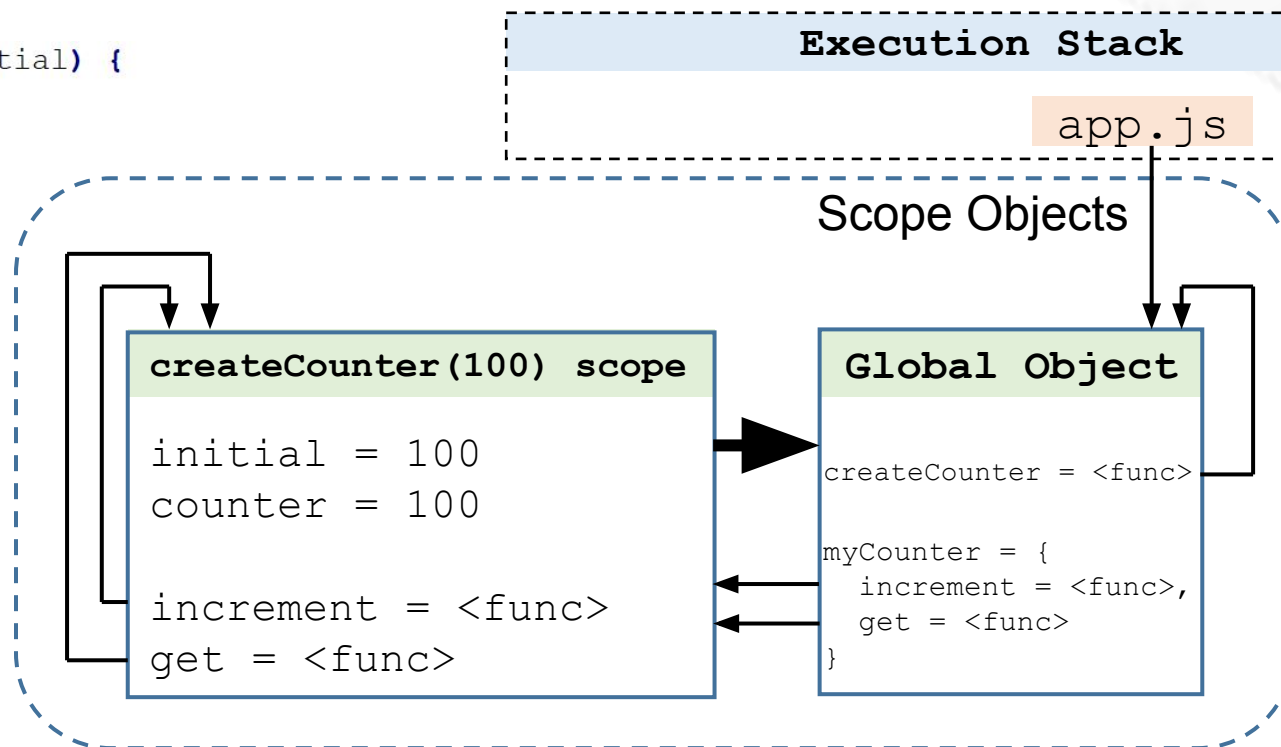 tial) {
Execution Stack
app.js
Scope Objects
createCounter(100) scope
initial = 100
counter = 100
increment = <func>
get = <func>
Global Object
createCounter = <func>
myCounter = {
increment = <func>,
get = <func>
}